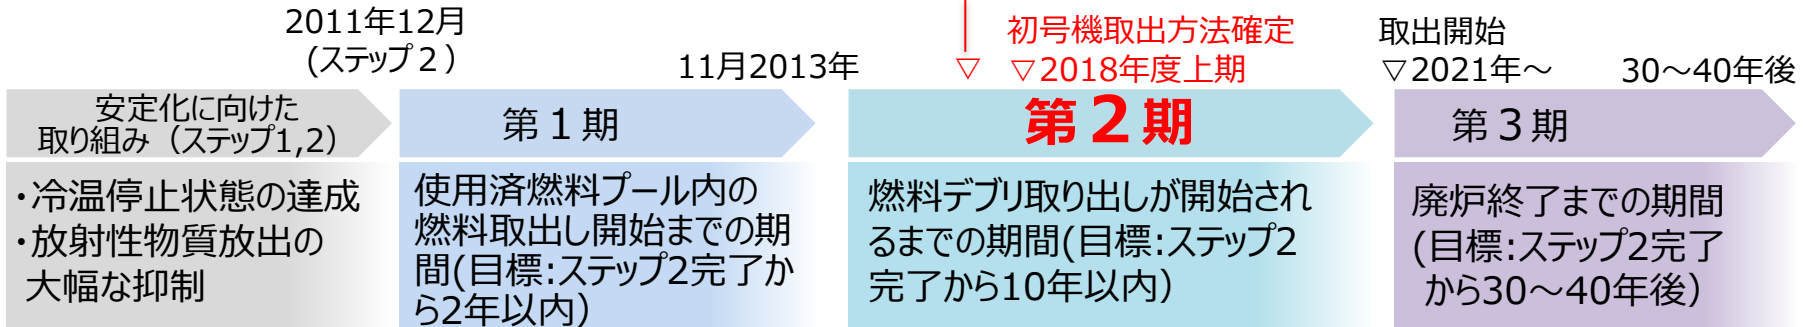 2011年12月
(ステップ２）
11月2013年
▽
初号機取出方法確定
▽2018年度上期
取出開始
▽2021年～
30～40年後
安定化に向けた
取り組み（ステップ1,2）
第１期
第２期
第３期
・冷温停止状態の達成
・放射性物質放出の
大幅な抑制
使用済燃料プール内の
燃料取出し開始までの期
間(目標:ステップ2完了か
ら2年以内）
燃料デブリ取り出しが開始され
るまでの期間(目標:ステップ2
完了から10年以内）
廃炉終了までの期間
(目標:ステップ2完了
から30～40年後）